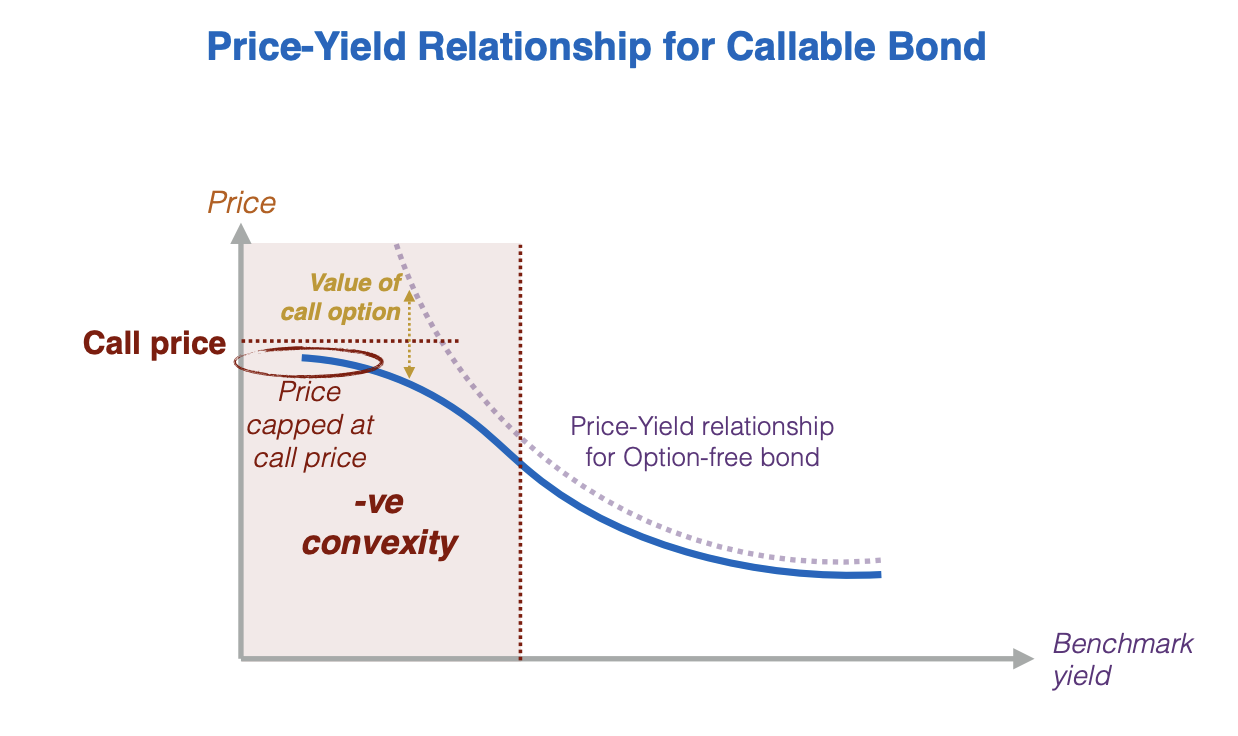 Price-Yield Relationship for Callable Bond
Price
Value of
call option
Call price
Price
capped at
call price
Price-Yield relationship
for Option-free bond
-ve
convexity
Benchmark
yield